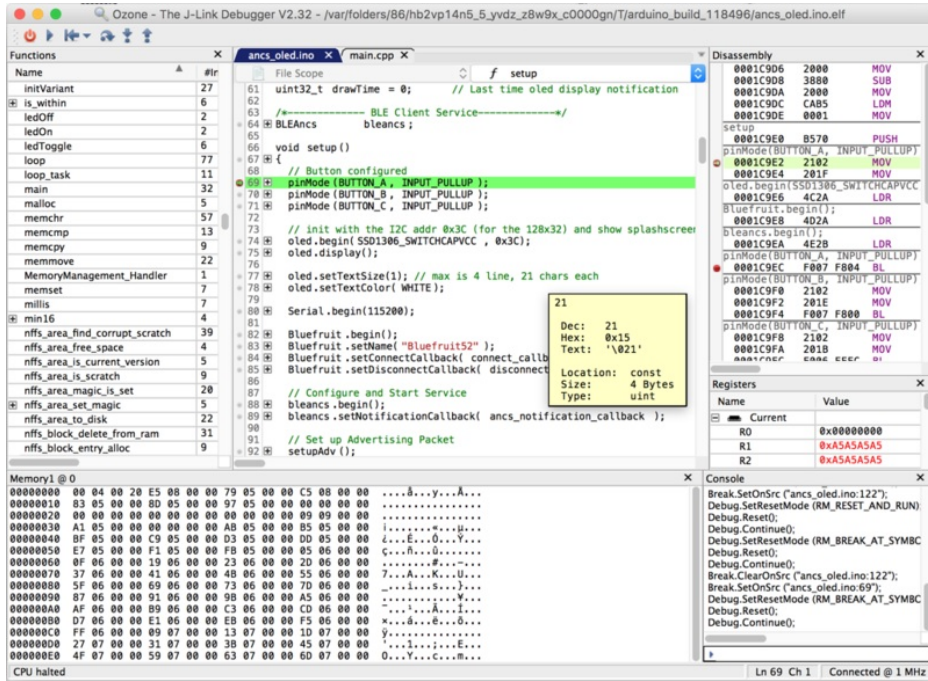 Ozone - The J-Link Debugger V2.32 - /var/folders/86/hb2vp14n5_5_yvdz_z8w9x_c0000gn/T/arduino_build_118496/ancs_oled.ino.elf
Functions
Name #Ir
initVariant 27
is_within 6
ledOff 2
ledOn 2
ledToggle 6
loop 77
loop_task 11
main 32
malloc 5
memchr 57
memcmp 13
memcpy 9
memmove 22
MemoryManagement_Handler 1
memset 7
millis 7
min16 4
nffs_area_find_corrupt_scratch 39
nffs_area_free_space 4
nffs_area_is_current_version 5
nffs_area_is_scratch 9
nffs_area_magic_is_set 20
nffs_area_set_magic 5
nffs_area_to_disk 22
nffs_block_delete_from_ram 31
nffs_block_entry_alloc 9
ancs_oled.ino main.cpp
File Scope f setup
61 uint32_t drawTime = 0; // Last time oled display notification
62
63 /*------------- BLE Client Service-------------*/
64 BLEAncs bleancs ;
65
66 void setup ()
67 {
68 // Button configured
69 pinMode (BUTTON_A , INPUT_PULLUP );
70 pinMode (BUTTON_B , INPUT_PULLUP );
71 pinMode (BUTTON_C , INPUT_PULLUP );
72
73 // init with the I2C addr 0x3C (for the 128x32) and show splashscreen
74 oled.begin( SSD1306_SWITCHCAPVCC , 0x3C);
75 oled.display();
76
77 oled.setTextSize(1); // max is 4 line, 21 chars each
78 oled.setTextColor( WHITE );
79
80 Serial.begin(115200);
81
82 Bluefruit .begin();
83 Bluefruit .setName( "Bluefruit52" );
84 Bluefruit .setConnectCallback( connect_callb
85 Bluefruit .setDisconnectCallback( disconnect
86
87 // Configure and Start Service
88 bleancs.begin();
89 bleancs.setNotificationCallback( ancs_notification_callback );
90
91 // Set up Advertising Packet
92 setupAdv ();
21
Dec: 21
Hex: 0x15
Text: '\021'
Location: const
Size: 4 Bytes
Type: uint
Disassembly
0001C9D6 2000 MOV
0001C9D8 3880 SUB
0001C9DA 2000 MOV
0001C9DC CAB5 LDM
0001C9DE 0001 MOV
setup
0001C9E0 B570 PUSH
pinMode(BUTTON_A, INPUT_PULLUP)
0001C9E2 2102 MOV
0001C9E4 201F MOV
oled.begin(SSD1306_SWITCHCAPVCC
0001C9E6 4C2A LDR
Bluefruit.begin();
0001C9E8 4D2A LDR
bleancs.begin();
0001C9EA 4E2B LDR
pinMode(BUTTON_A, INPUT_PULLUP)
0001C9EC F007 F804 BL
pinMode(BUTTON_B, INPUT_PULLUP)
0001C9F0 2102 MOV
0001C9F2 201E MOV
0001C9F4 F007 F800 BL
pinMode(BUTTON_C, INPUT_PULLUP)
0001C9F8 2102 MOV
0001C9FA 201B MOV
Registers
Name Value
Current
R0 0x00000000
R1 0xA5A5A5A5
R2 0xA5A5A5A5
Memory1 @ 0
00000000 00 04 00 20 E5 08 00 00 79 05 00 00 C5 08 00 00 ....å...y...Å...
00000010 83 05 00 00 8D 05 00 00 97 05 00 00 00 00 00 00 ................
00000020 00 00 00 00 00 00 00 00 00 00 00 00 09 09 00 00 ................
00000030 A1 05 00 00 00 00 00 00 AB 05 00 00 B5 05 00 00 ¡.......«...µ...
00000040 BF 05 00 00 C9 05 00 00 D3 05 00 00 DD 05 00 00 ¿...É...Ó...Ý...
00000050 E7 05 00 00 F1 05 00 00 FB 05 00 00 05 06 00 00 ç...ñ...û.......
00000060 0F 06 00 00 19 06 00 00 23 06 00 00 2D 06 00 00 ........#...-...
00000070 37 06 00 00 41 06 00 00 4B 06 00 00 55 06 00 00 7...A...K...U...
00000080 5F 06 00 00 69 06 00 00 73 06 00 00 7D 06 00 00 _...i...s...}...
00000090 87 06 00 00 91 06 00 00 9B 06 00 00 A5 06 00 00 ............¥...
000000A0 AF 06 00 00 B9 06 00 00 C3 06 00 00 CD 06 00 00 ¯...¹...Ã...Í...
000000B0 D7 06 00 00 E1 06 00 00 EB 06 00 00 F5 06 00 00 ×...á...ë...õ...
000000C0 FF 06 00 00 09 07 00 00 13 07 00 00 1D 07 00 00 ÿ...............
000000D0 27 07 00 00 31 07 00 00 3B 07 00 00 45 07 00 00 '...1...;...E...
000000E0 4F 07 00 00 59 07 00 00 63 07 00 00 6D 07 00 00 O...Y...c...m...
Console
Break.SetOnSrc ("ancs_oled.ino:122");
Debug.SetResetMode (RM_RESET_AND_RUN)
Debug.Reset();
Debug.Continue();
Debug.SetResetMode (RM_BREAK_AT_SYMBC
Debug.Reset();
Debug.Continue();
Break.ClearOnSrc ("ancs_oled.ino:122");
Break.SetOnSrc ("ancs_oled.ino:69");
Debug.SetResetMode (RM_BREAK_AT_SYMBC
Debug.Reset();
Debug.Continue();
CPU halted Ln 69 Ch 1 Connected @ 1 MHz